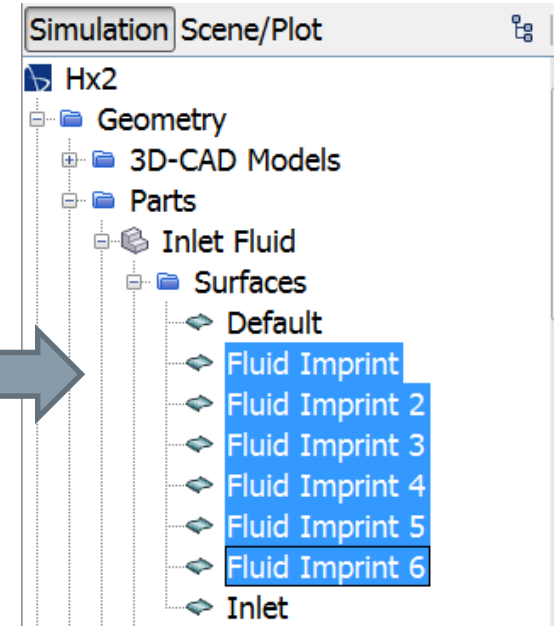 Simulation Scene/Plot
Hx2
Geometry
3D-CAD Models
Parts
Inlet Fluid
Surfaces
Default
Fluid Imprint
Fluid Imprint 2
Fluid Imprint 3
Fluid Imprint 4
Fluid Imprint 5
Fluid Imprint 6
Inlet